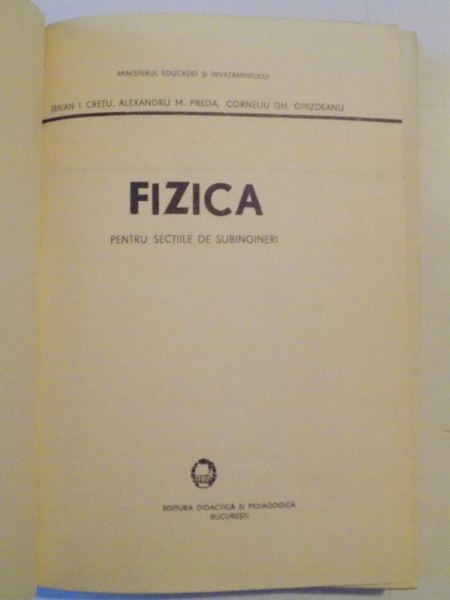 MINISTERUL EDUCAȚIEI ȘI ÎNVĂȚĂMÎNTULUI
TRAIAN I. CREȚU, ALEXANDRU M. PREDA, CORNELIU GH. GHIZDEANU
FIZICA
PENTRU SECȚIILE DE SUBINGINERI
EDITURA DIDACTICĂ ȘI PEDAGOGICĂ
BUCUREȘTI